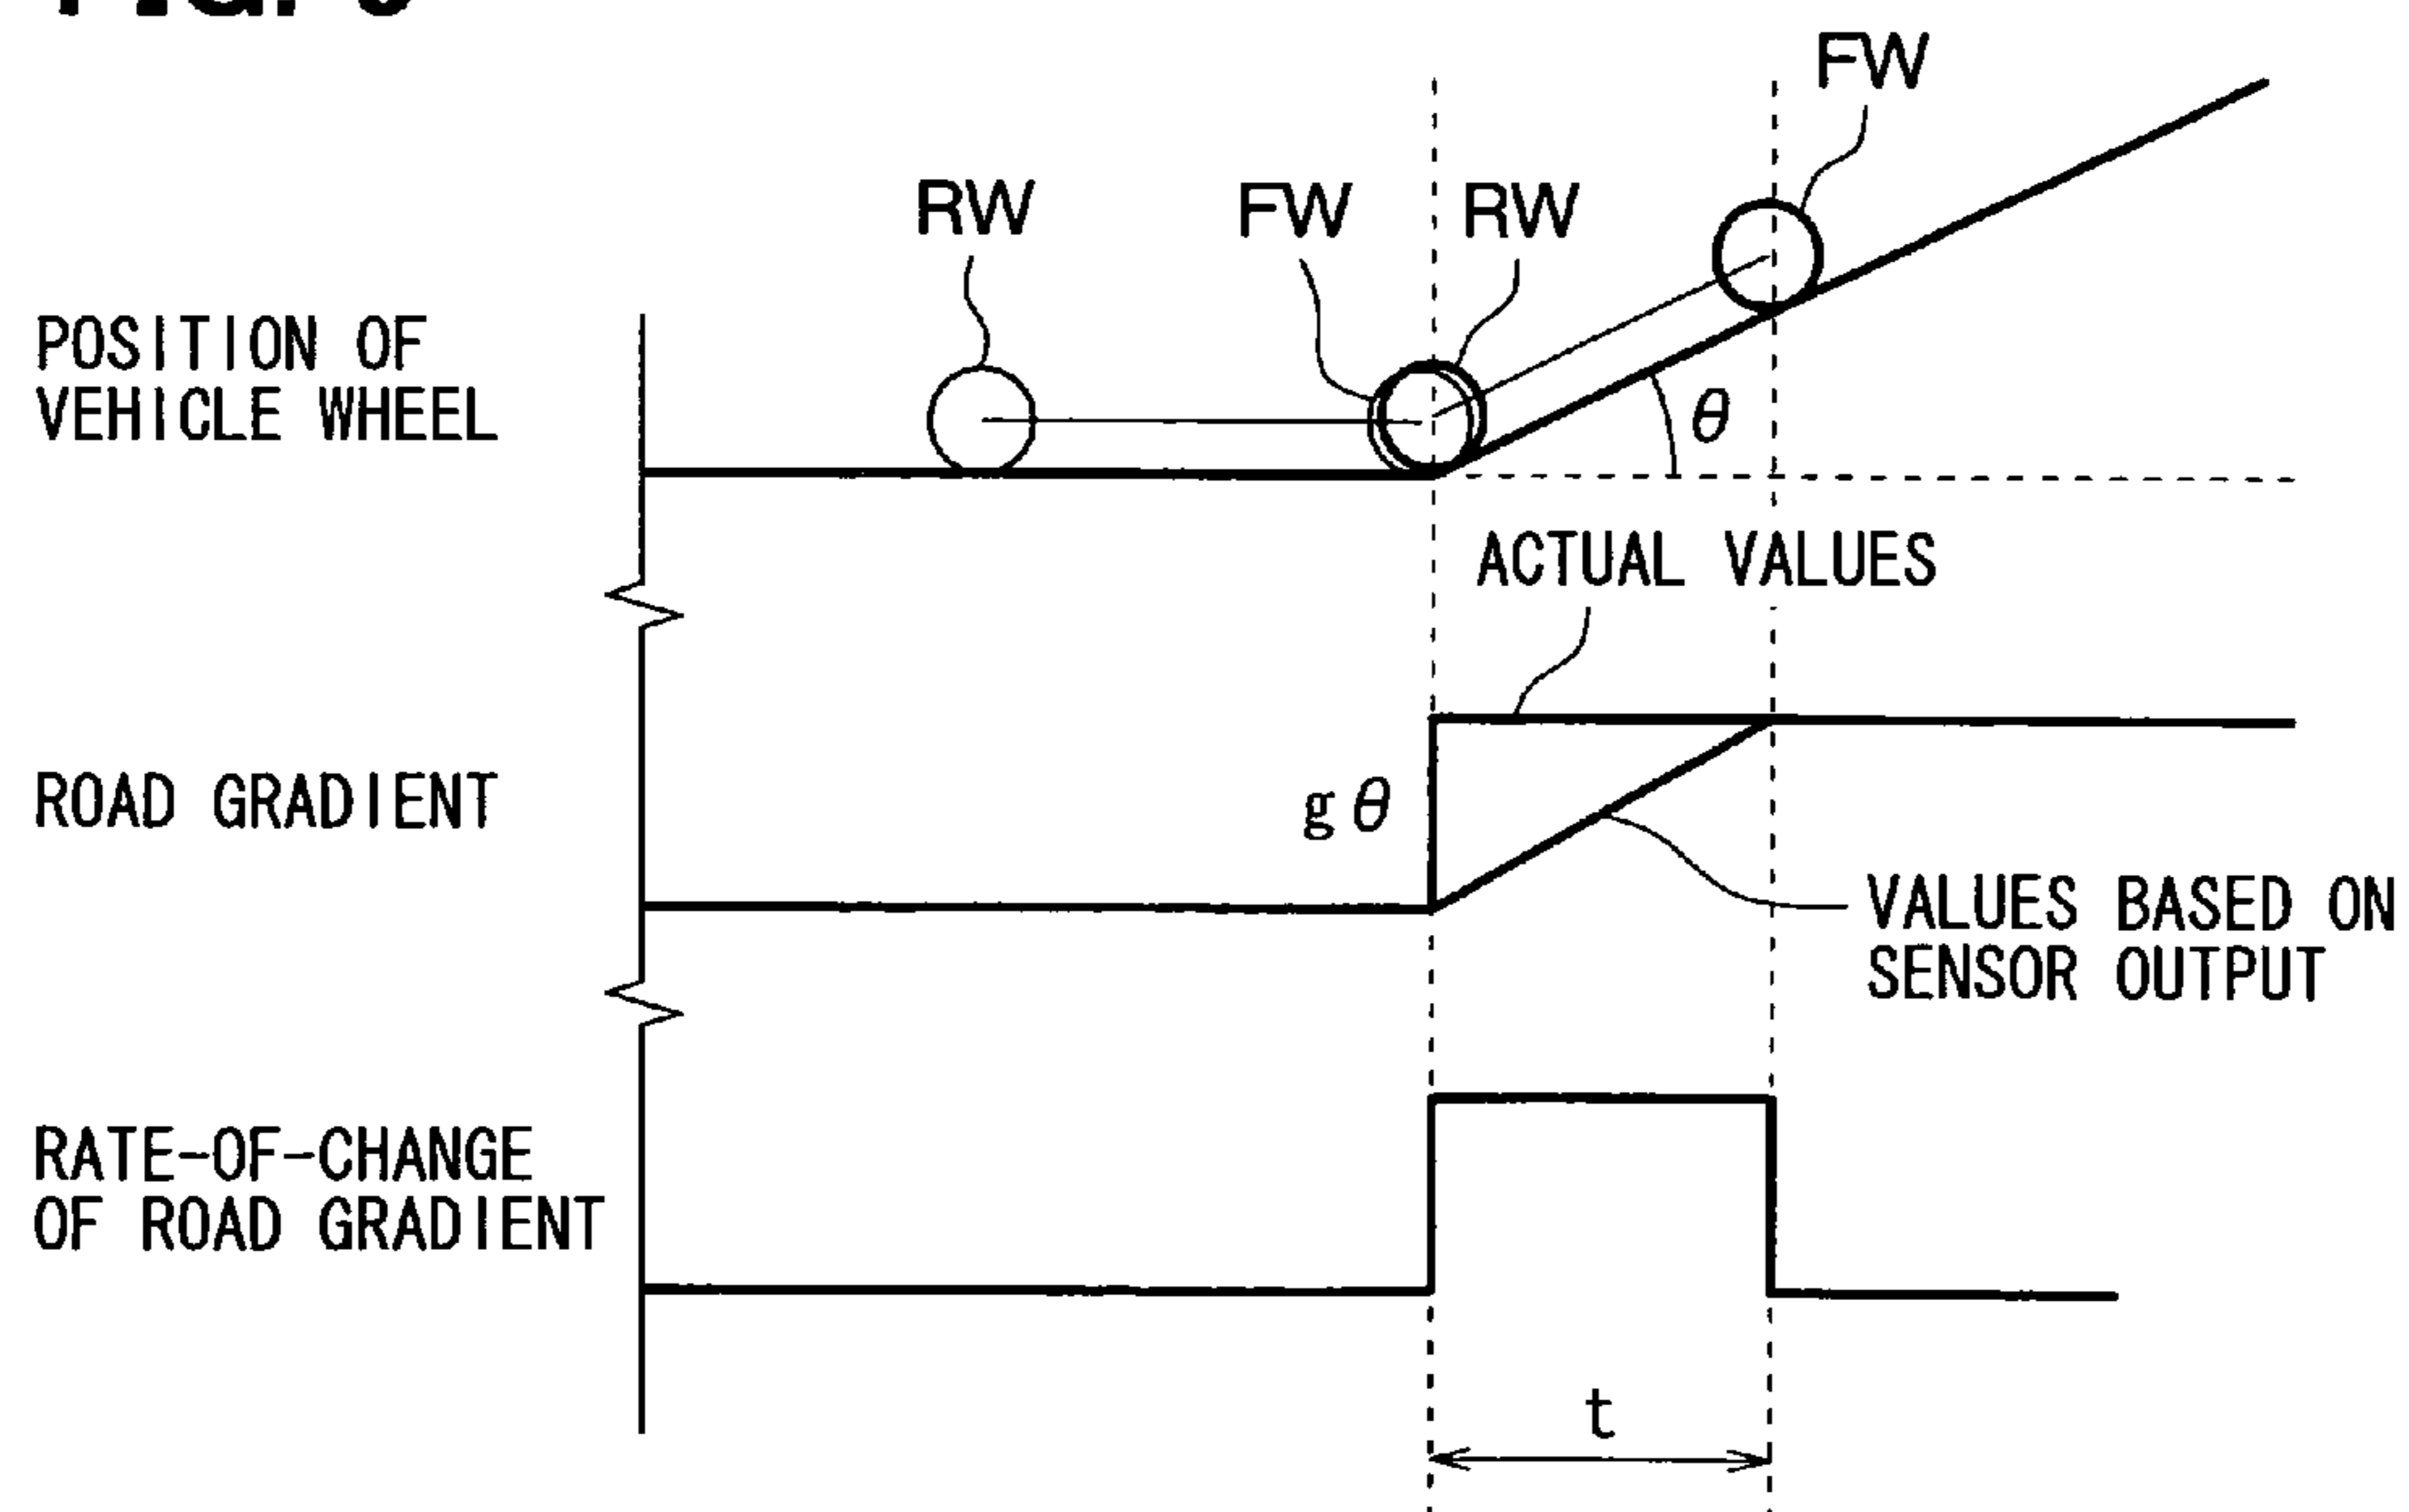 FW
RW
FW
RW
POSITION OF
VEHICLE WHEEL
θ
ACTUAL VALUES
ROAD GRADIENT
gθ
VALUES BASED ON
SENSOR OUTPUT
RATE-OF-CHANGE
OF ROAD GRADIENT
t